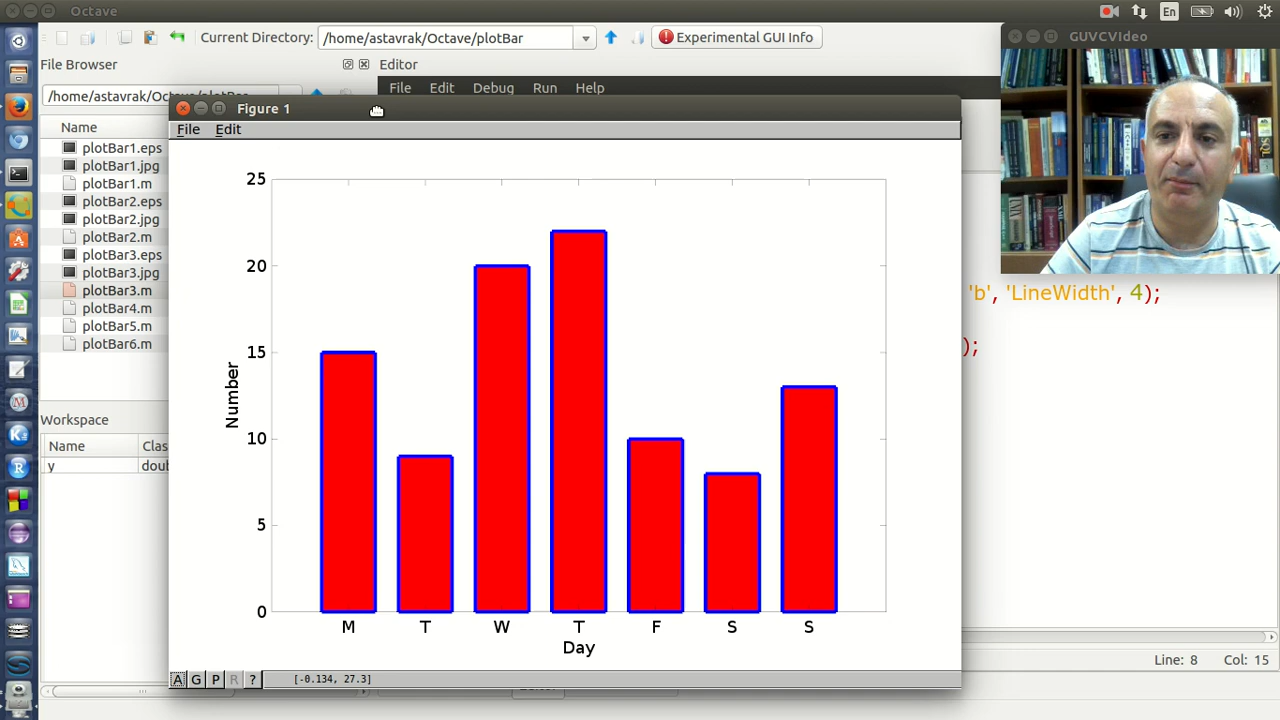 Octave
En
Current Directory: /home/astavrak/Octave/plotBar
Experimental GUI Info
GUVCVIdeo
File Browser
Editor
File Edit Debug Run Help
Name
plotBar1.eps
plotBar1.jpg
plotBar1.m
plotBar2.eps
plotBar2.jpg
plotBar2.m
plotBar3.eps
plotBar3.jpg
plotBar3.m
plotBar4.m
plotBar5.m
plotBar6.m
Workspace
Name Clas
y doub
Figure 1
File Edit
25
20
15
10
5
0
Number
M T W T F S S
Day
A G P R ? [-0.134, 27.3]
'b', 'LineWidth', 4);
);
Line: 8 Col: 15